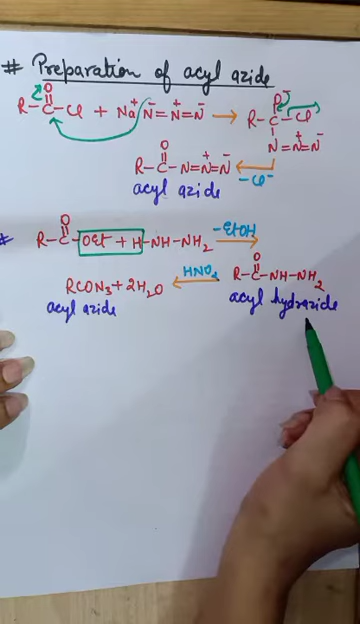 # Preparation of acyl azide
O O⁻
R-C-Cl + Na⁺ N⁻=N⁺=N⁻ → R-C-Cl
N=N⁺=N⁻
O
R-C-N=N⁺=N⁻ ← -Cl⁻
acyl azide
# O
R-C-OEt + H-NH-NH₂ -EtOH →
O
RCON₃ + 2H₂O ← HNO₂ R-C-NH-NH₂
acyl azide acyl hydrazide